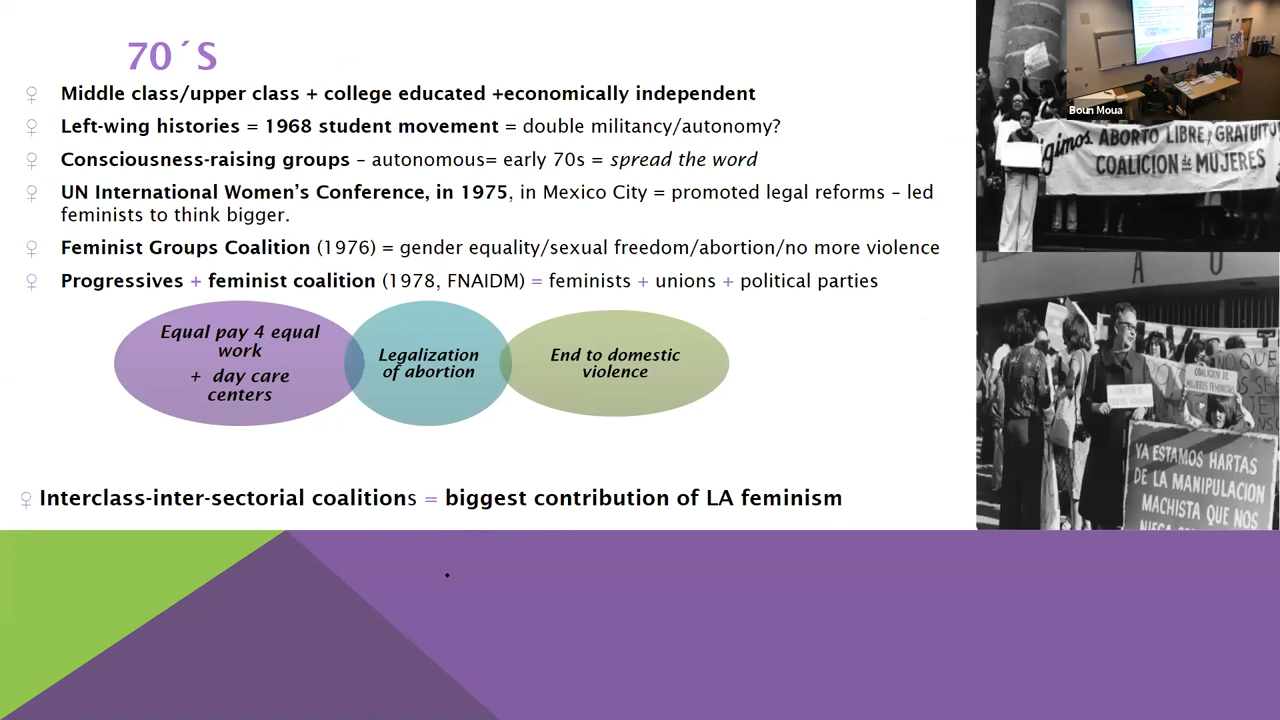 70´S
♀ Middle class/upper class + college educated +economically independent
♀ Left-wing histories = 1968 student movement = double militancy/autonomy?
♀ Consciousness-raising groups – autonomous= early 70s = spread the word
♀ UN International Women’s Conference, in 1975, in Mexico City = promoted legal reforms – led
feminists to think bigger.
♀ Feminist Groups Coalition (1976) = gender equality/sexual freedom/abortion/no more violence
♀ Progressives + feminist coalition (1978, FNAIDM) = feminists + unions + political parties
Equal pay 4 equal
work
+ day care
centers
Legalization
of abortion
End to domestic
violence
♀ Interclass-inter-sectorial coalitions = biggest contribution of LA feminism
Boun Moua
igimos ABORTO LIBRE y GRATUITO
COALICION de MUJERES
A U
COALICION DE
MUJERES FEMINISTAS
YA ESTAMOS HARTAS
DE LA MANIPULACION
MACHISTA QUE NOS